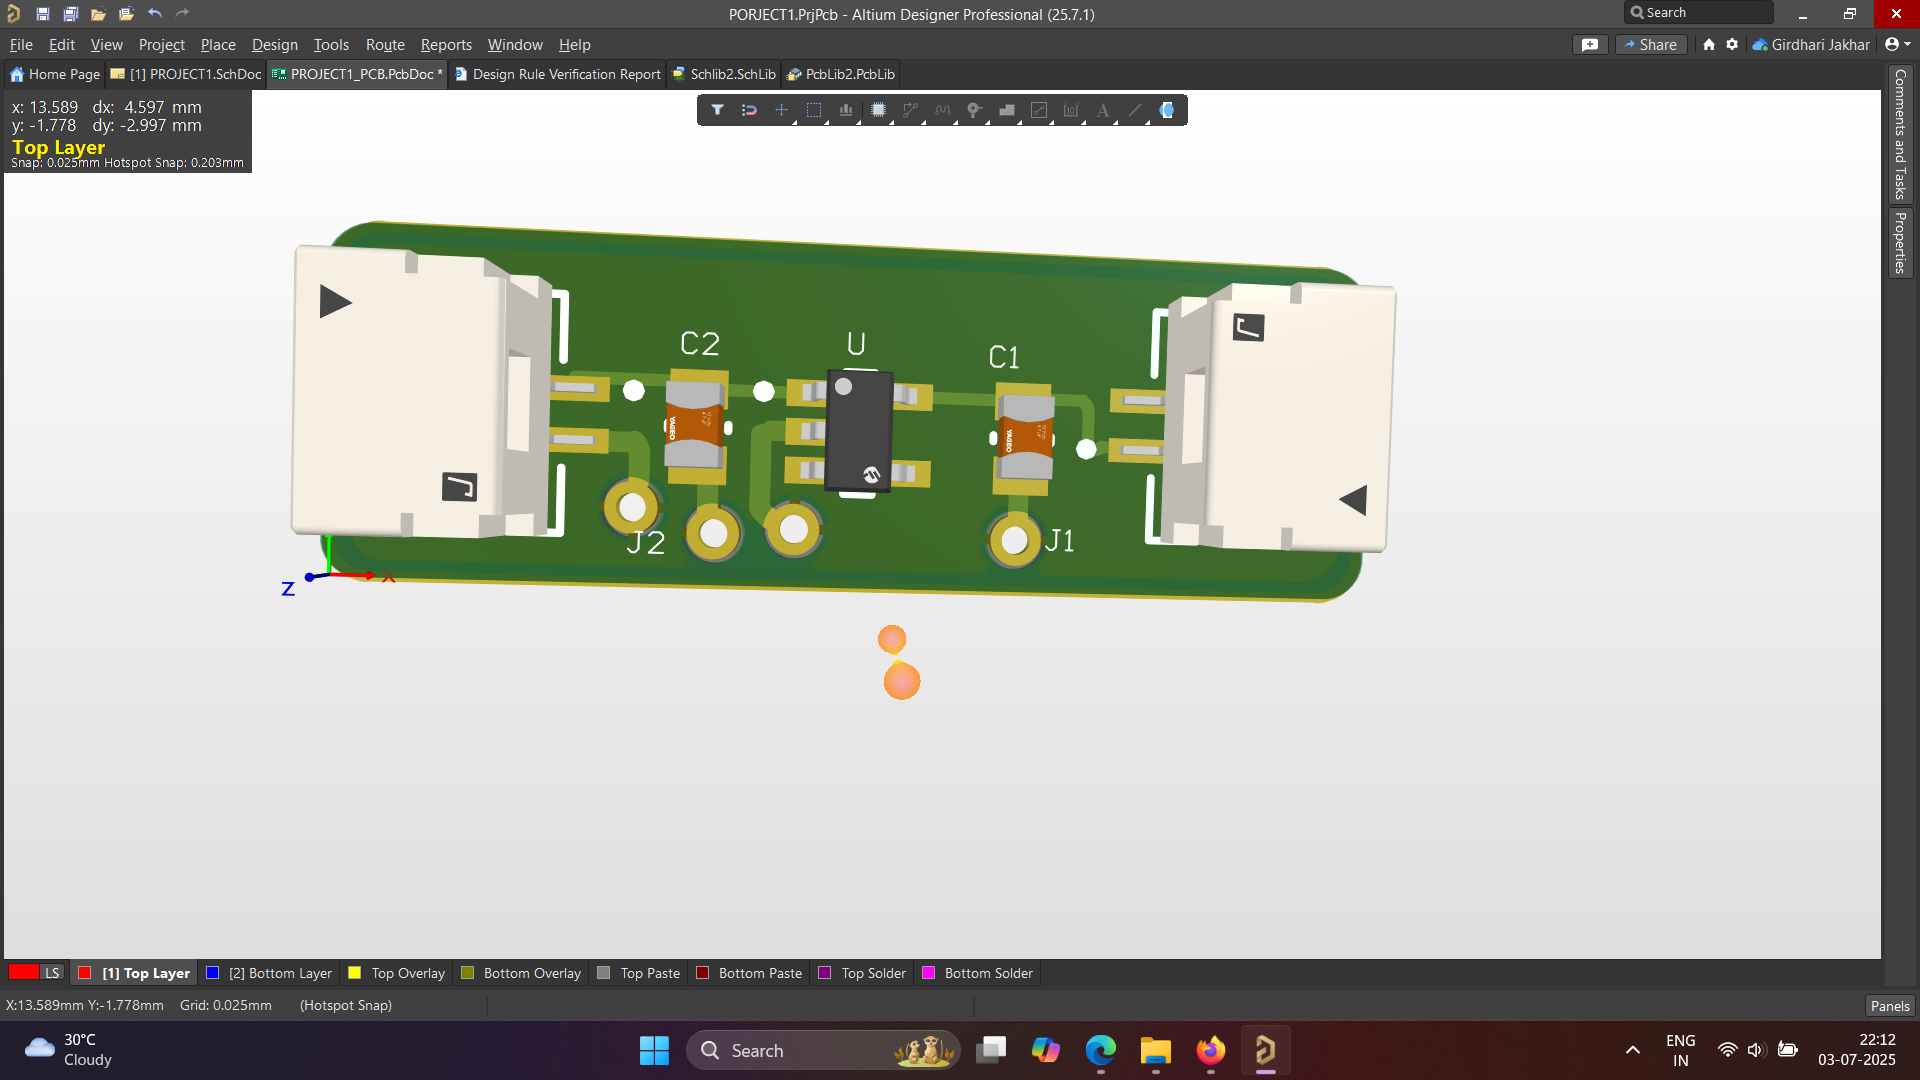 PORJECT1.PrjPcb - Altium Designer Professional (25.7.1)
Search
File Edit View Project Place Design Tools Route Reports Window Help
Share
Girdhari Jakhar
Home Page
[1] PROJECT1.SchDoc
PROJECT1_PCB.PcbDoc *
Design Rule Verification Report
Schlib2.SchLib
PcbLib2.PcbLib
x: 13.589 dx: 4.597 mm
y: -1.778 dy: -2.997 mm
Top Layer
Snap: 0.025mm Hotspot Snap: 0.203mm
Comments and Tasks
Properties
C2
U
C1
YAGEO
YAGEO
J2
J1
Z
X
LS
[1] Top Layer
[2] Bottom Layer
Top Overlay
Bottom Overlay
Top Paste
Bottom Paste
Top Solder
Bottom Solder
X:13.589mm Y:-1.778mm Grid: 0.025mm (Hotspot Snap)
Panels
30°C
Cloudy
Search
ENG
IN
22:12
03-07-2025